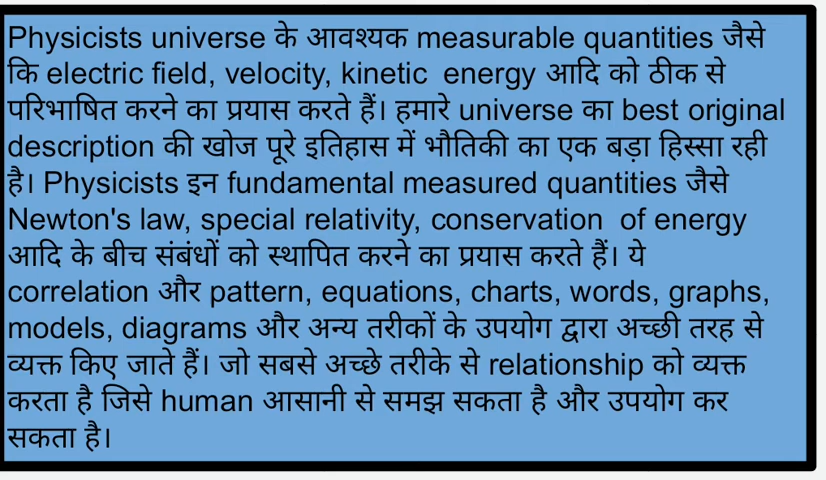 Physicists universe के आवश्यक measurable quantities जैसे
कि electric field, velocity, kinetic  energy आदि को ठीक से
परिभाषित करने का प्रयास करते हैं। हमारे universe का best original
description की खोज पूरे इतिहास में भौतिकी का एक बड़ा हिस्सा रही
है। Physicists इन fundamental measured quantities जैसे
Newton's law, special relativity, conservation  of energy
आदि के बीच संबंधों को स्थापित करने का प्रयास करते हैं। ये
correlation और pattern, equations, charts, words, graphs,
models, diagrams और अन्य तरीकों के उपयोग द्वारा अच्छी तरह से
व्यक्त किए जाते हैं। जो सबसे अच्छे तरीके से relationship को व्यक्त
करता है जिसे human आसानी से समझ सकता है और उपयोग कर
सकता है।